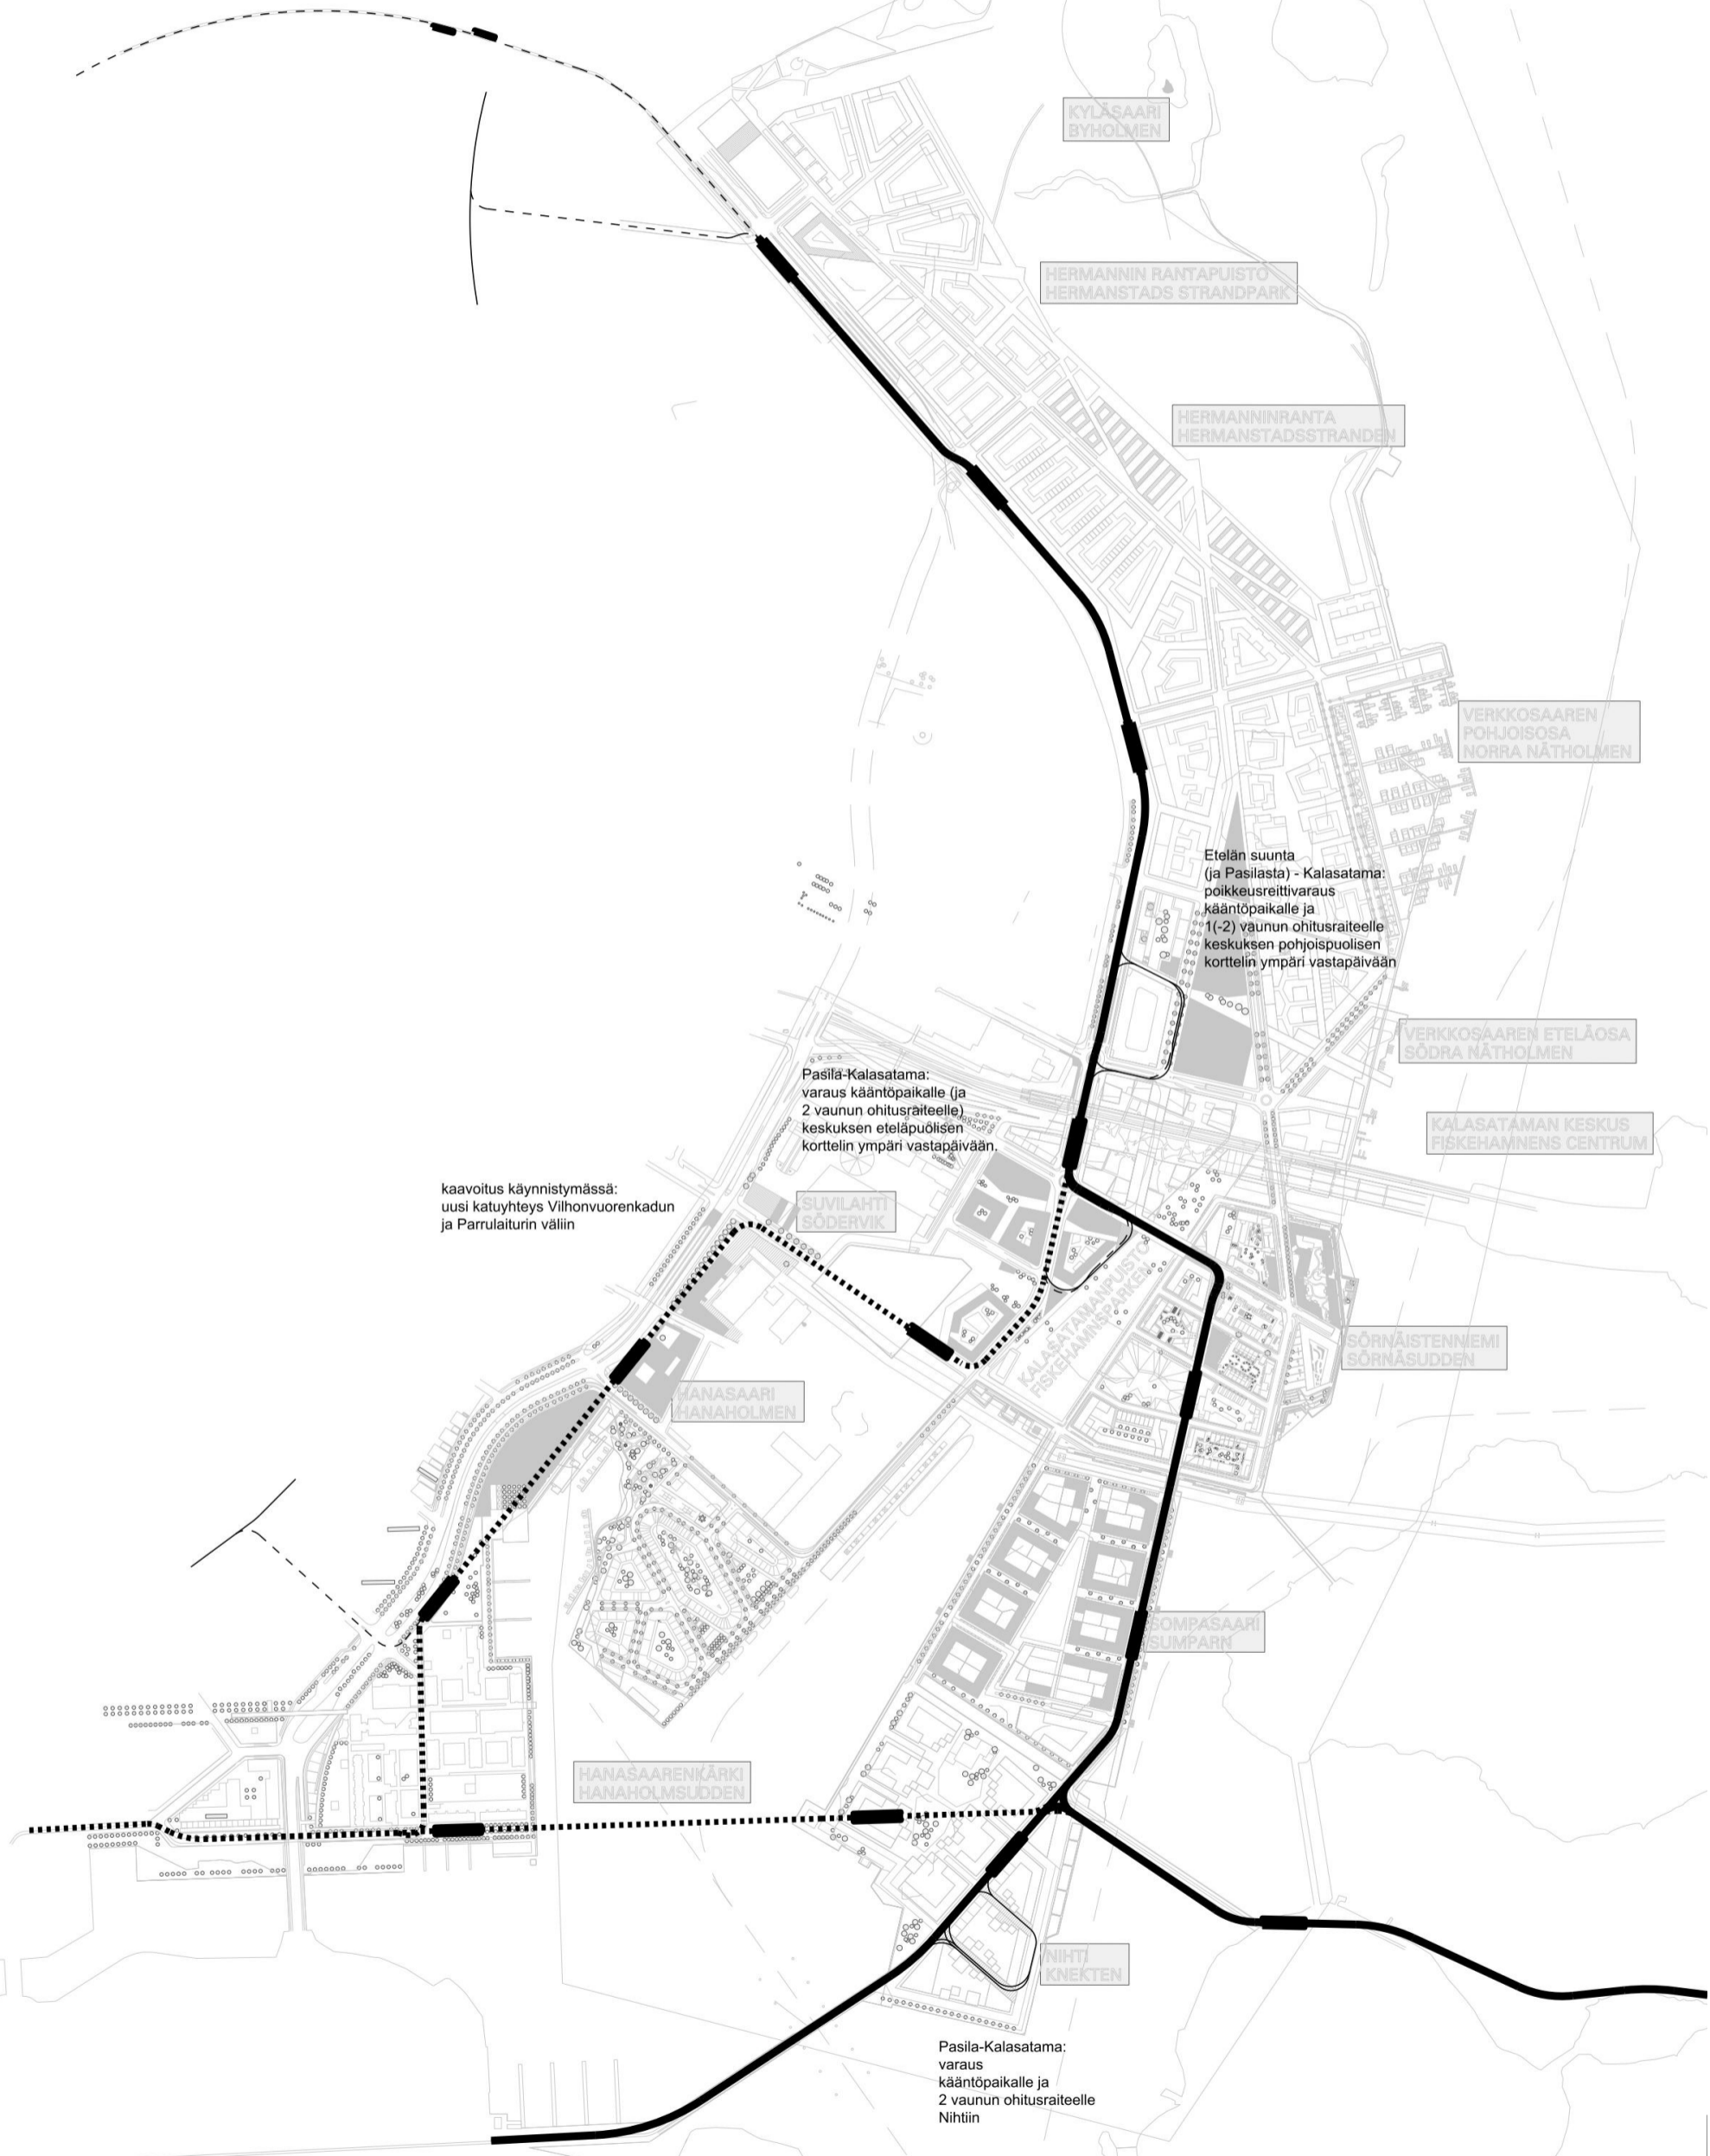 KYLÄSAARI
BYHOLMEN
HERMANNIN RANTAPUISTO
HERMANSTADS STRANDPARK
HERMANNINRANTA
HERMANSTADSSTRANDEN
VERKKOSAAREN
POHJOISOSA
NORRA NÄTHOLMEN
Etelän suunta
(ja Pasilasta) - Kalasatama:
poikkeusreittivaraus
kääntöpaikalle ja
1(-2) vaunun ohitusraiteelle
keskuksen pohjoispuolisen
korttelin ympäri vastapäivään
VERKKOSAAREN ETELÄOSA
SÖDRA NÄTHOLMEN
Pasila-Kalasatama:
varaus kääntöpaikalle (ja
2 vaunun ohitusraiteelle)
keskuksen eteläpuolisen
korttelin ympäri vastapäivään.
KALASATAMAN KESKUS
FISKEHAMNENS CENTRUM
kaavoitus käynnistymässä:
uusi katuyhteys Vilhonvuorenkadun
ja Parrulaiturin väliin
SUVILAHTI
SÖDERVIK
KALASATAMANPUISTO
FISKEHAMNSPARKEN
SÖRNÄISTENNIEMI
SÖRNÄSUDDEN
HANASAARI
HANAHOLMEN
SOMPASAARI
SUMPARN
HANASAARENKÄRKI
HANAHOLMSUDDEN
NIHTI
KNEKTEN
Pasila-Kalasatama:
varaus
kääntöpaikalle ja
2 vaunun ohitusraiteelle
Nihtiin